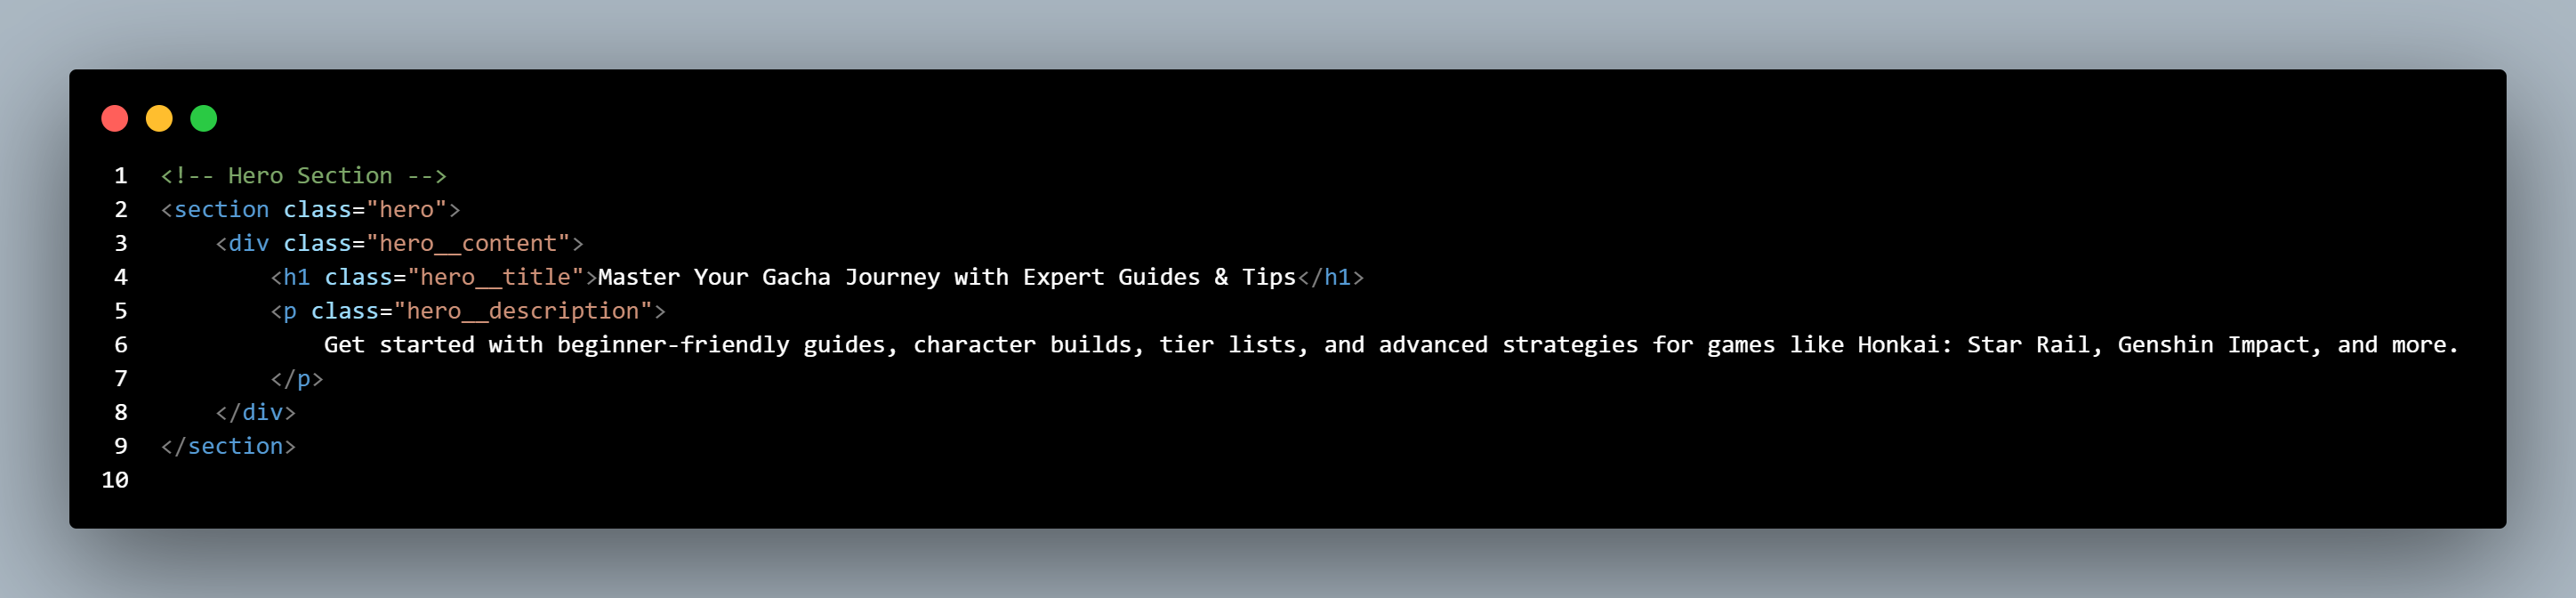 1 <!-- Hero Section -->
2 <section class="hero">
3     <div class="hero__content">
4         <h1 class="hero__title">Master Your Gacha Journey with Expert Guides & Tips</h1>
5         <p class="hero__description">
6             Get started with beginner-friendly guides, character builds, tier lists, and advanced strategies for games like Honkai: Star Rail, Genshin Impact, and more.
7         </p>
8     </div>
9 </section>
10